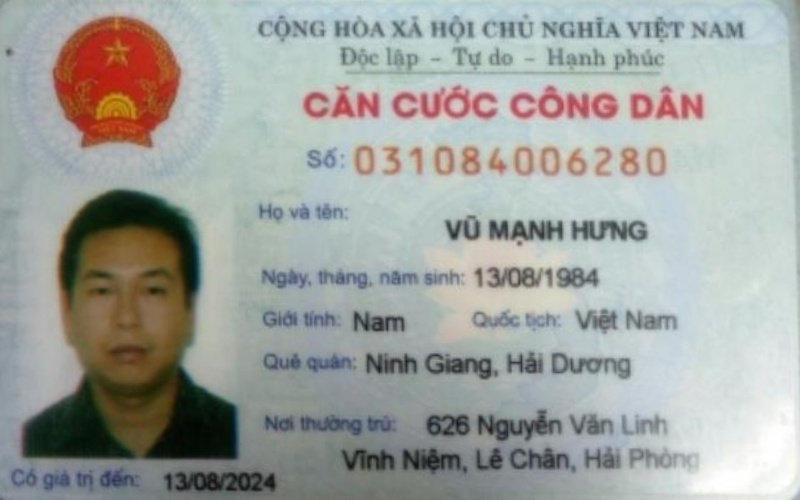 CỘNG HÒA XÃ HỘI CHỦ NGHĨA VIỆT NAM
Độc lập - Tự do - Hạnh phúc
CĂN CƯỚC CÔNG DÂN
Số: 031084006280
Họ và tên:
VŨ MẠNH HƯNG
Ngày, tháng, năm sinh: 13/08/1984
Giới tính: Nam Quốc tịch: Việt Nam
Quê quán: Ninh Giang, Hải Dương
Nơi thường trú: 626 Nguyễn Văn Linh
Vĩnh Niệm, Lê Chân, Hải Phòng
Có giá trị đến: 13/08/2024